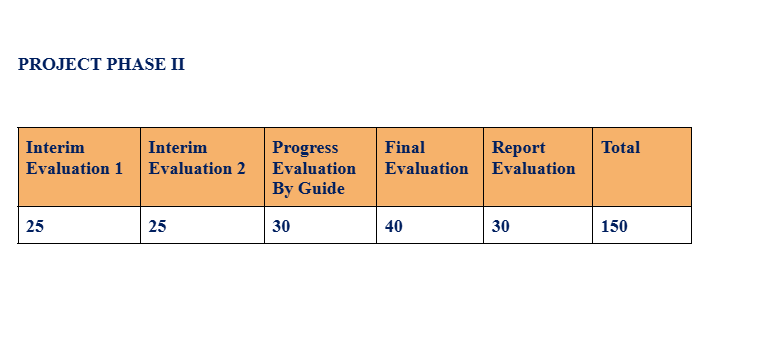 PROJECT PHASE II
Interim Evaluation 1
Interim Evaluation 2
Progress Evaluation By Guide
Final Evaluation
Report Evaluation
Total
25
25
30
40
30
150